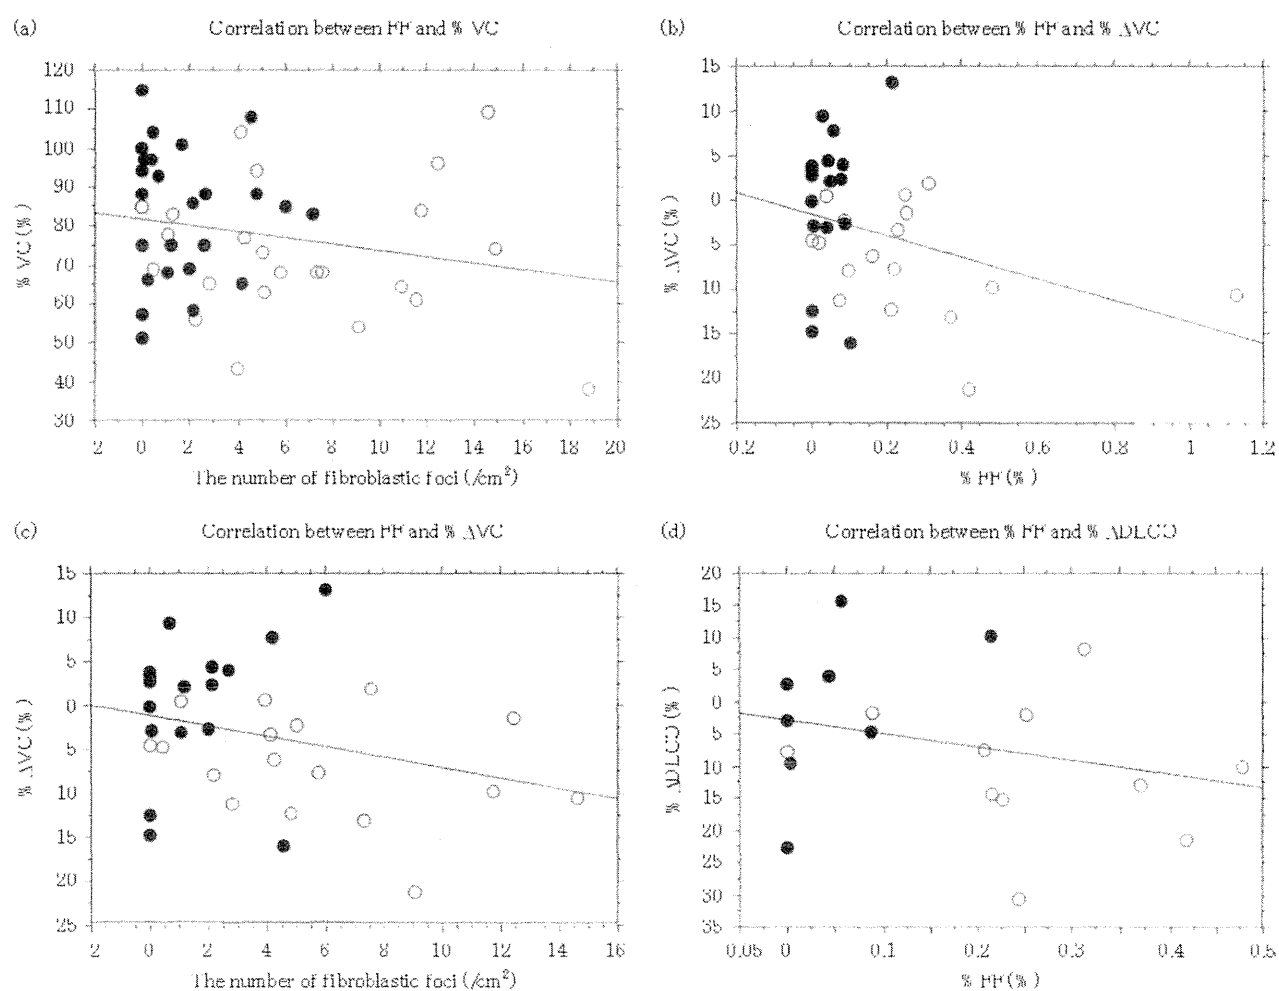 (a) Correlation between FF and % VC
120
110
100
90
80
70
60
50
40
30
% VC (%)
2 0 2 4 6 8 10 12 14 16 18 20
The number of fibroblastic foci (/cm²)
(b) Correlation between % FF and % ΔVC
15
10
5
0
5
10
15
20
25
% ΔVC (%)
0.2 0 0.2 0.4 0.6 0.8 1 1.2
% FF (%)
(c) Correlation between FF and % ΔVC
15
10
5
0
5
10
15
20
25
% ΔVC (%)
2 0 2 4 6 8 10 12 14 16
The number of fibroblastic foci (/cm²)
(d) Correlation between % FF and % ΔDLCO
20
15
10
5
0
5
10
15
20
25
30
35
% ΔDLCO (%)
0.05 0 0.1 0.2 0.3 0.4 0.5
% FF (%)